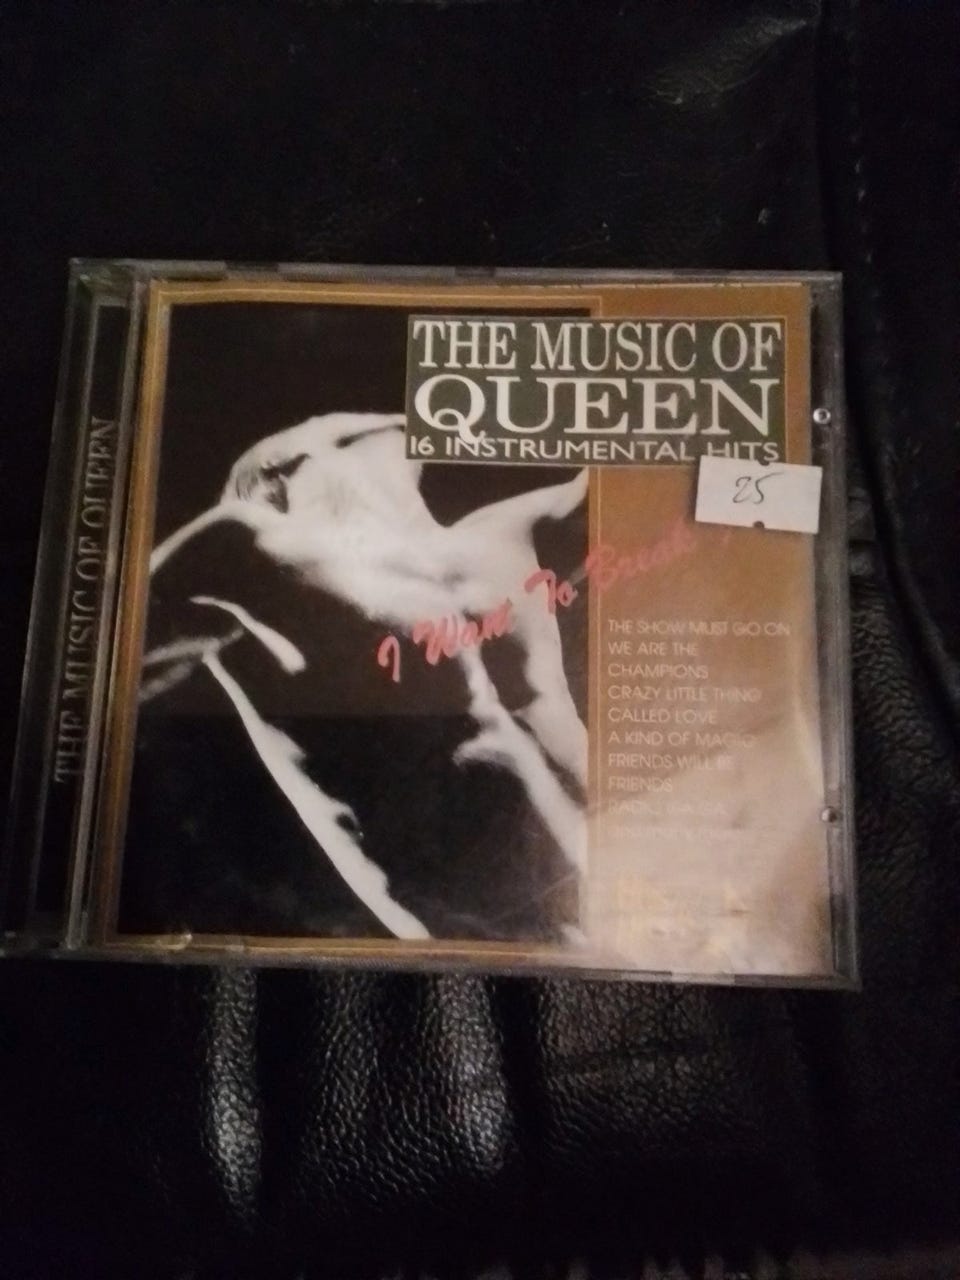 THE MUSIC OF
QUEEN
16 INSTRUMENTAL HITS
25
I Want To Break
THE SHOW MUST GO ON
WE ARE THE
CHAMPIONS
CRAZY LITTLE THING
CALLED LOVE
A KIND OF MAGIC
FRIENDS WILL BE
FRIENDS
RADIO
THE MUSIC OF QUEEN